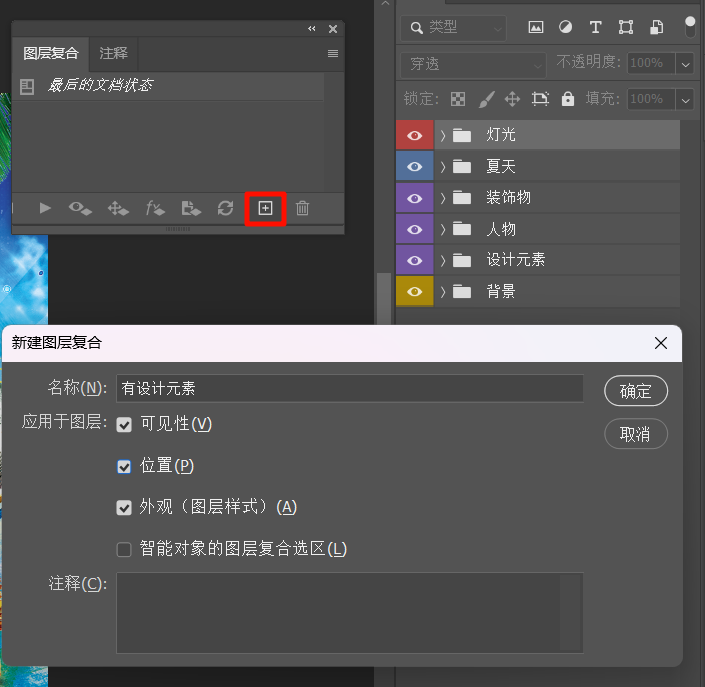 图层复合 注释
最后的文档状态
类型
穿透 不透明度: 100%
锁定: 填充: 100%
灯光
夏天
装饰物
人物
设计元素
背景
新建图层复合
名称(N): 有设计元素
确定
应用于图层: 可见性(V)
取消
位置(P)
外观（图层样式）(A)
智能对象的图层复合选区(L)
注释(C):